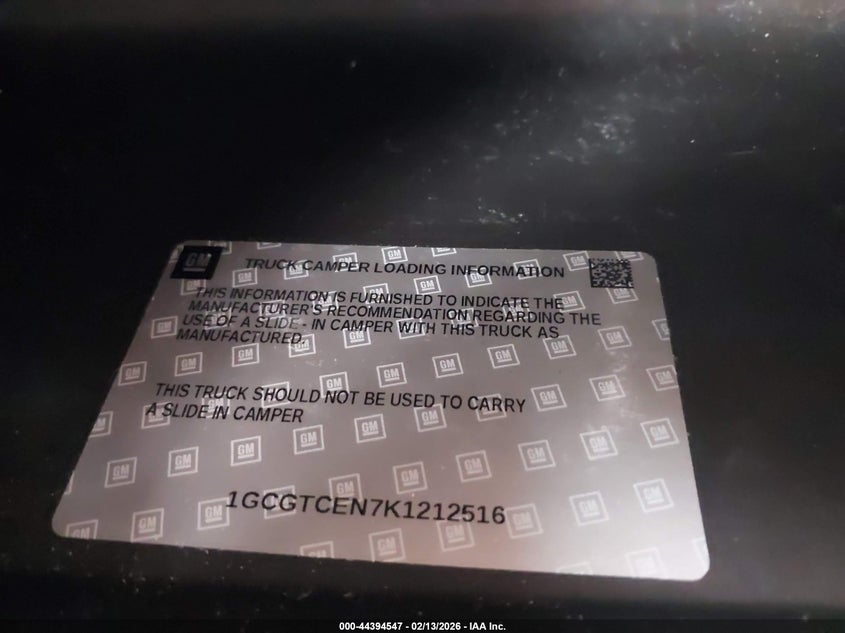 GM
TRUCK CAMPER LOADING INFORMATION
THIS INFORMATION IS FURNISHED TO INDICATE THE
MANUFACTURER'S RECOMMENDATION REGARDING THE
USE OF A SLIDE - IN CAMPER WITH THIS TRUCK AS
MANUFACTURED.
THIS TRUCK SHOULD NOT BE USED TO CARRY
A SLIDE IN CAMPER
1GCGTCEN7K1212516
000-44394547 - 02/13/2026 - IAA Inc.